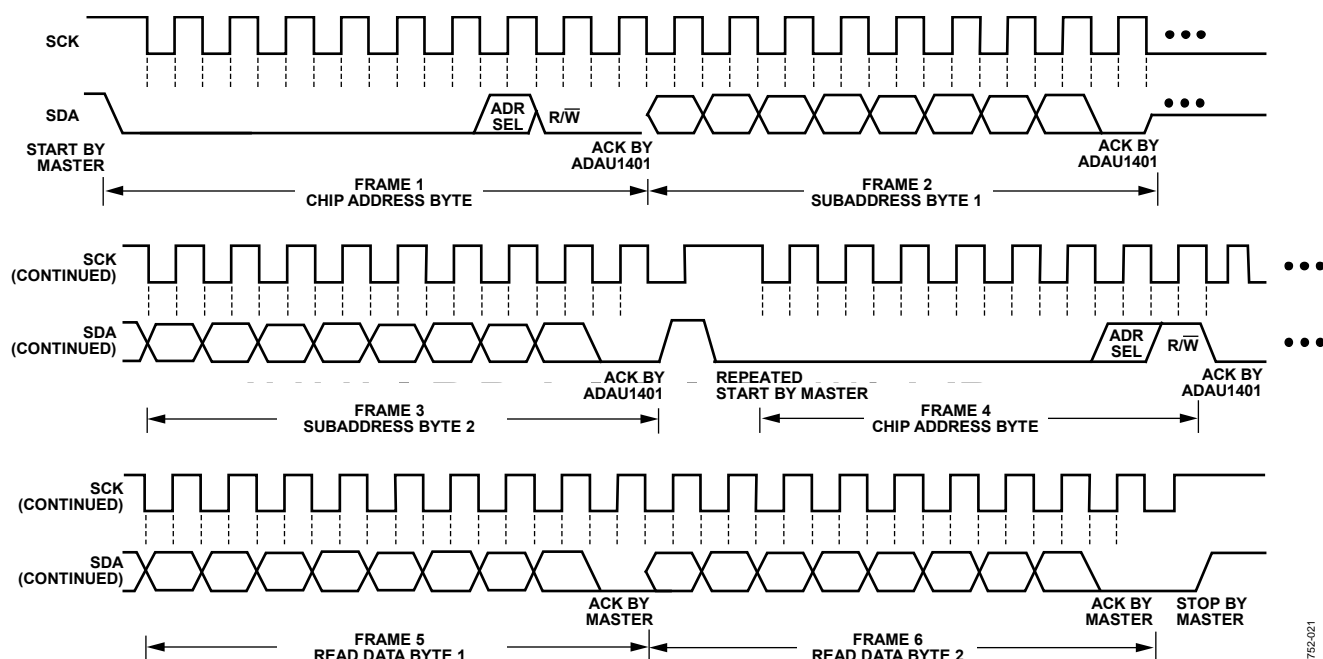 SCK
SDA
ADR
SEL
R/W̅
START BY
MASTER
ACK BY
ADAU1401
ACK BY
ADAU1401
FRAME 1
CHIP ADDRESS BYTE
FRAME 2
SUBADDRESS BYTE 1
SCK
(CONTINUED)
SDA
(CONTINUED)
ADR
SEL
R/W̅
ACK BY
ADAU1401
REPEATED
START BY MASTER
ACK BY
ADAU1401
FRAME 3
SUBADDRESS BYTE 2
FRAME 4
CHIP ADDRESS BYTE
SCK
(CONTINUED)
SDA
(CONTINUED)
ACK BY
MASTER
ACK BY
MASTER
STOP BY
MASTER
FRAME 5
READ DATA BYTE 1
FRAME 6
READ DATA BYTE 2
752-021